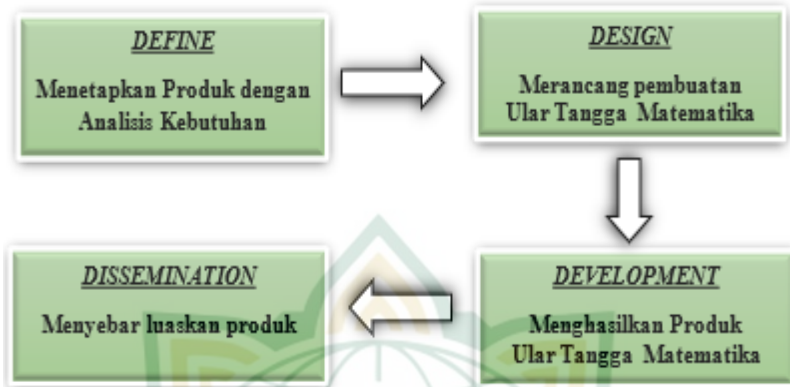 DEFINE
Menetapkan Produk dengan
Analisis Kebutuhan
DESIGN
Merancang pembuatan
Ular Tangga Matematika
DEVELOPMENT
Menghasilkan Produk
Ular Tangga Matematika
DISSEMINATION
Menyebar luaskan produk